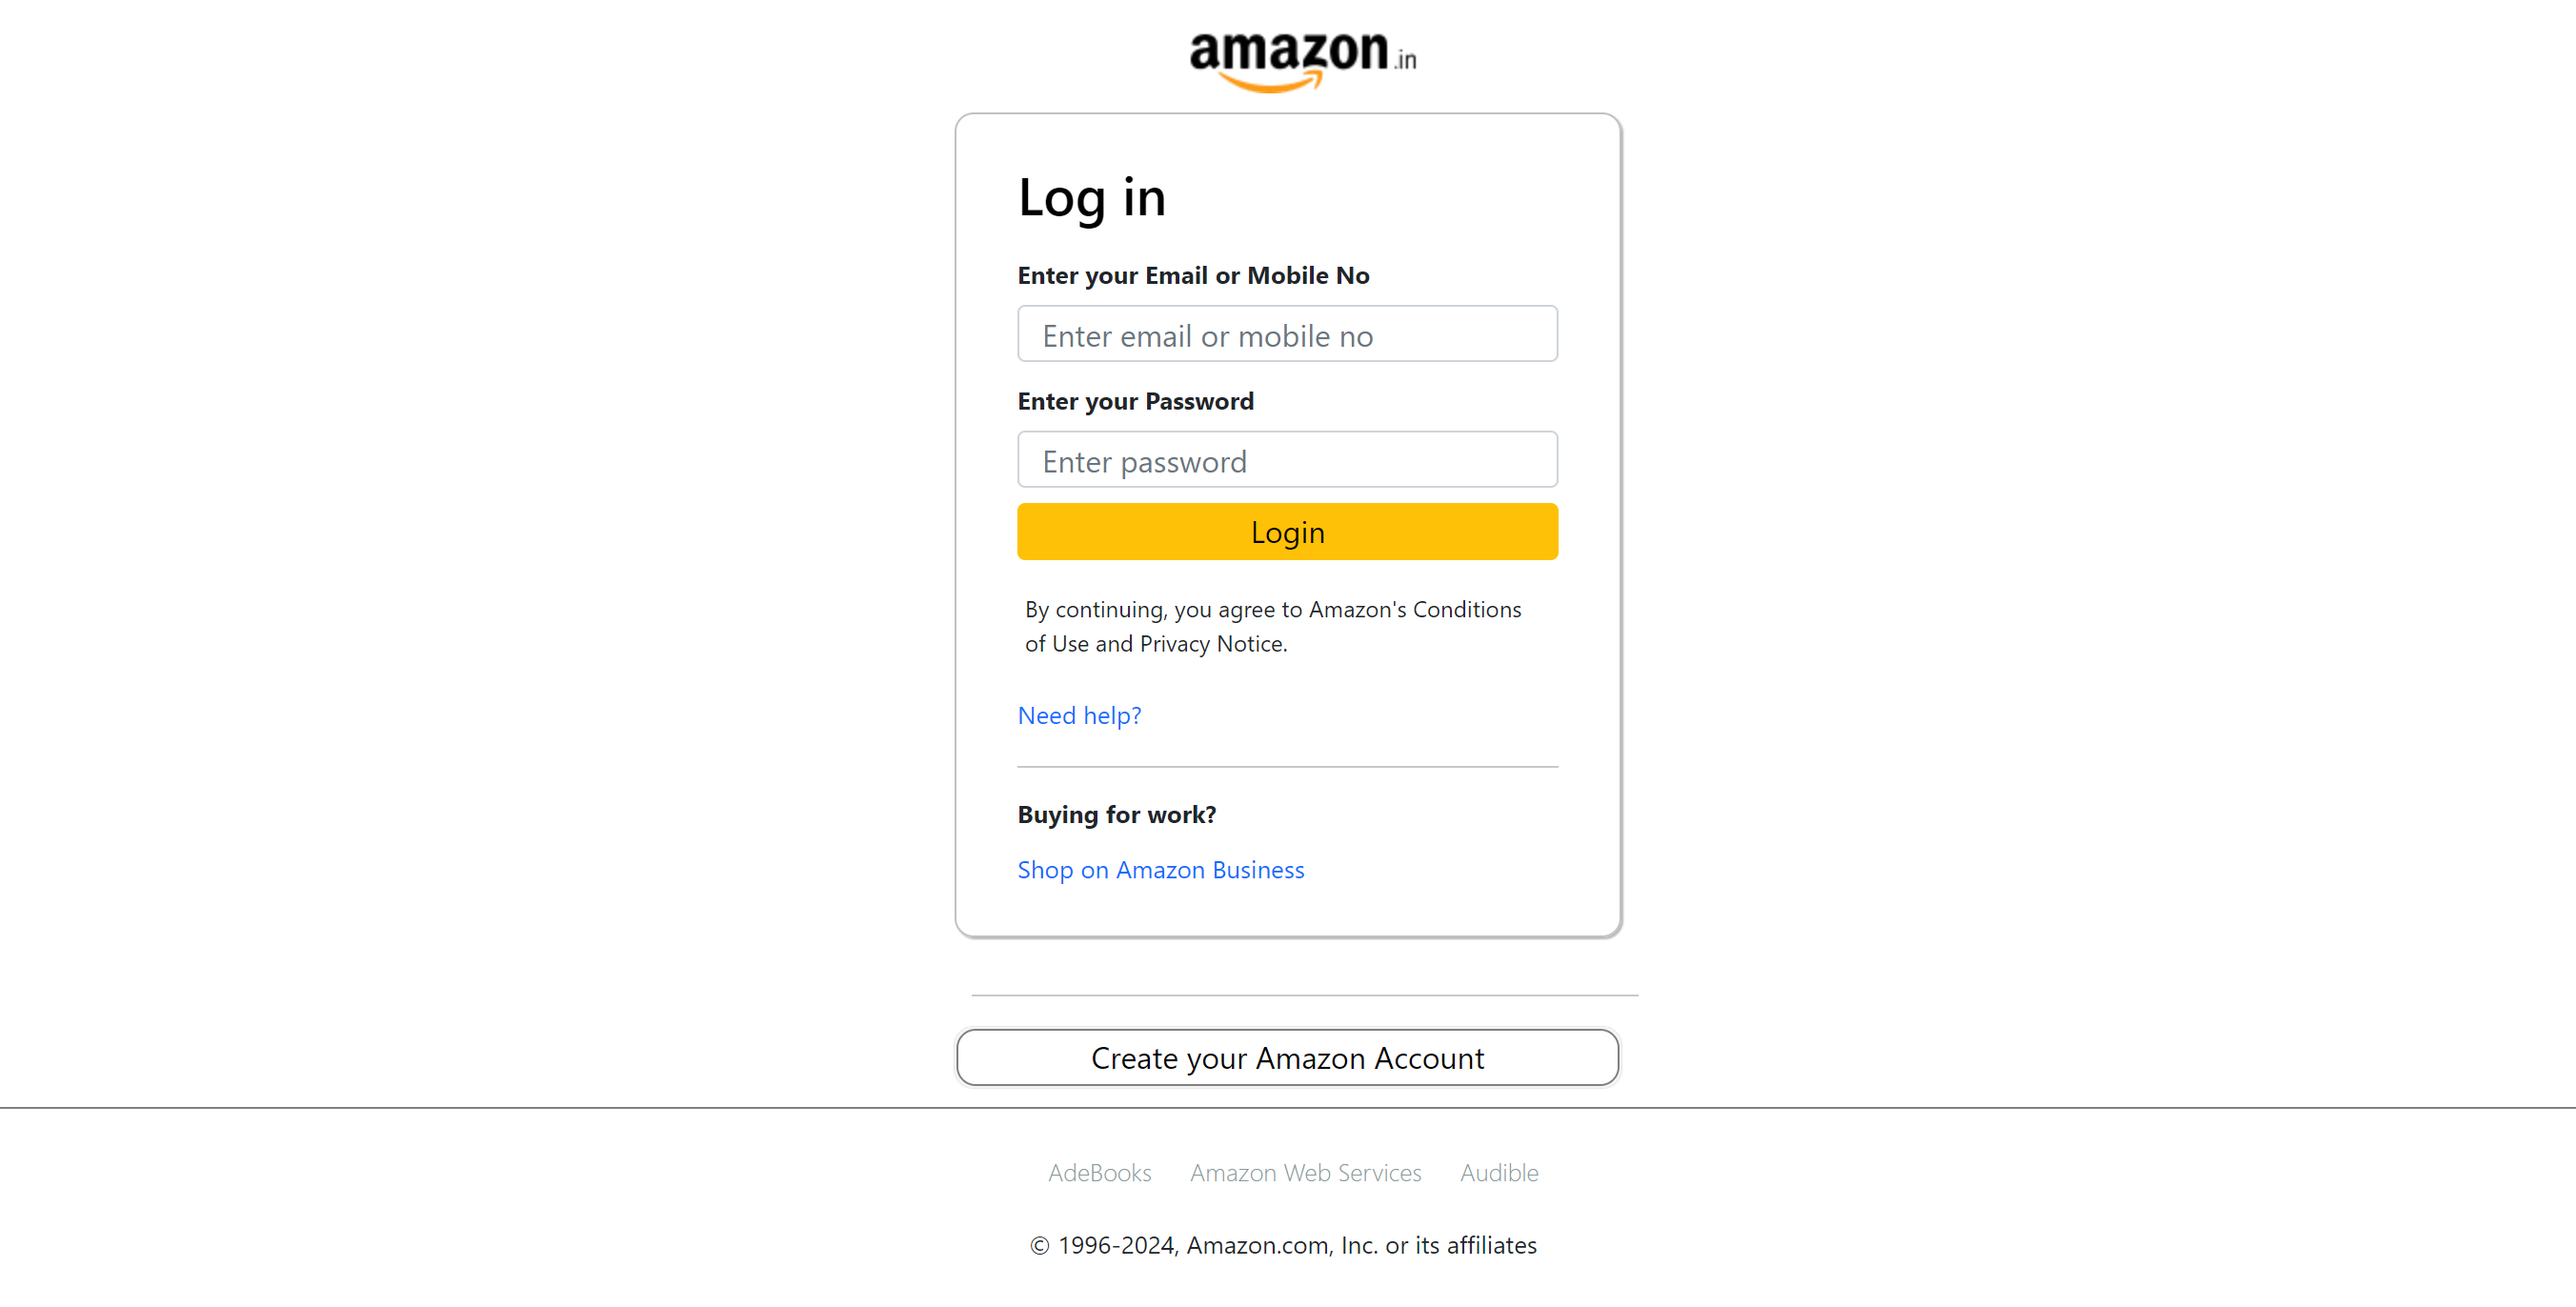 amazon.in
Log in
Enter your Email or Mobile No
Enter email or mobile no
Enter your Password
Enter password
Login
By continuing, you agree to Amazon's Conditions
of Use and Privacy Notice.
Need help?
Buying for work?
Shop on Amazon Business
Create your Amazon Account
AdeBooks Amazon Web Services Audible
© 1996-2024, Amazon.com, Inc. or its affiliates